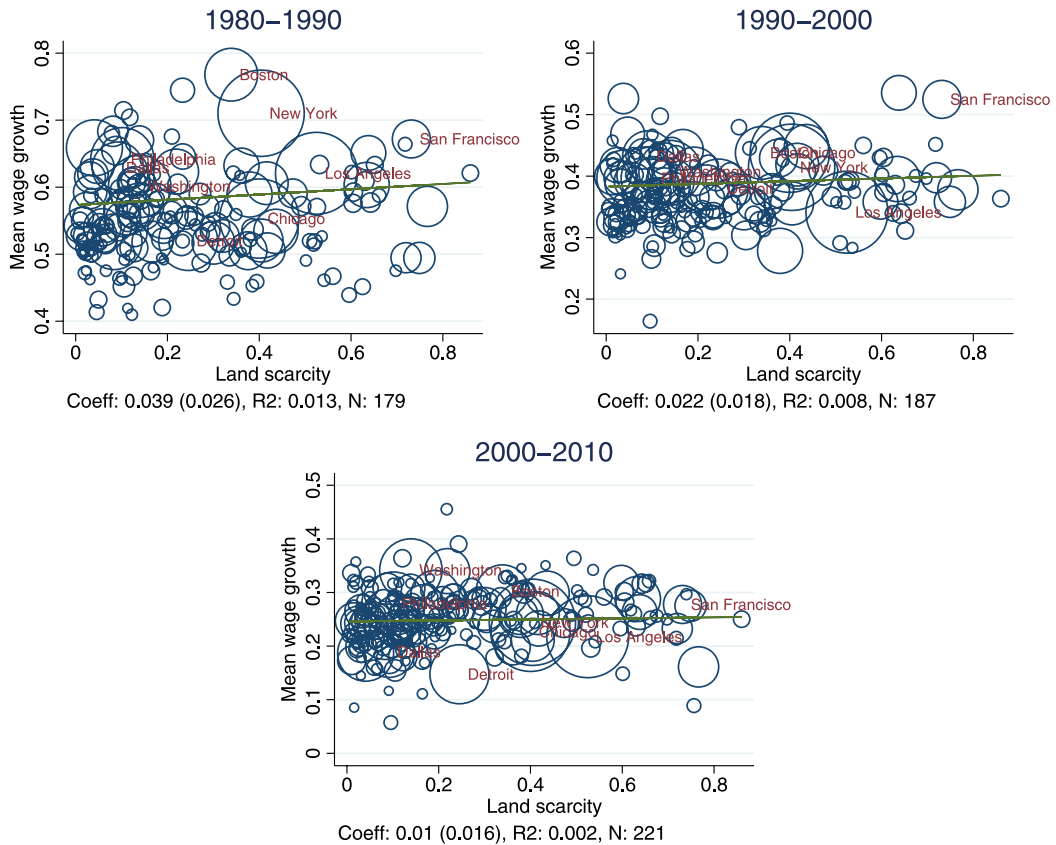 1980−1990
Mean wage growth
0.8
0.7
0.6
0.5
0.4
Boston
New York
San Francisco
Philadelphia
Dallas
Los Angeles
Washington
Chicago
Detroit
0 0.2 0.4 0.6 0.8
Land scarcity
Coeff: 0.039 (0.026), R2: 0.013, N: 179
1990−2000
Mean wage growth
0.6
0.5
0.4
0.3
0.2
San Francisco
Dallas
Boston
Chicago
New York
Washington
Detroit
Los Angeles
0 0.2 0.4 0.6 0.8
Land scarcity
Coeff: 0.022 (0.018), R2: 0.008, N: 187
2000−2010
Mean wage growth
0.5
0.4
0.3
0.2
0.1
0
Washington
Boston
Philadelphia
San Francisco
New York
Chicago
Los Angeles
Dallas
Detroit
0 0.2 0.4 0.6 0.8
Land scarcity
Coeff: 0.01 (0.016), R2: 0.002, N: 221